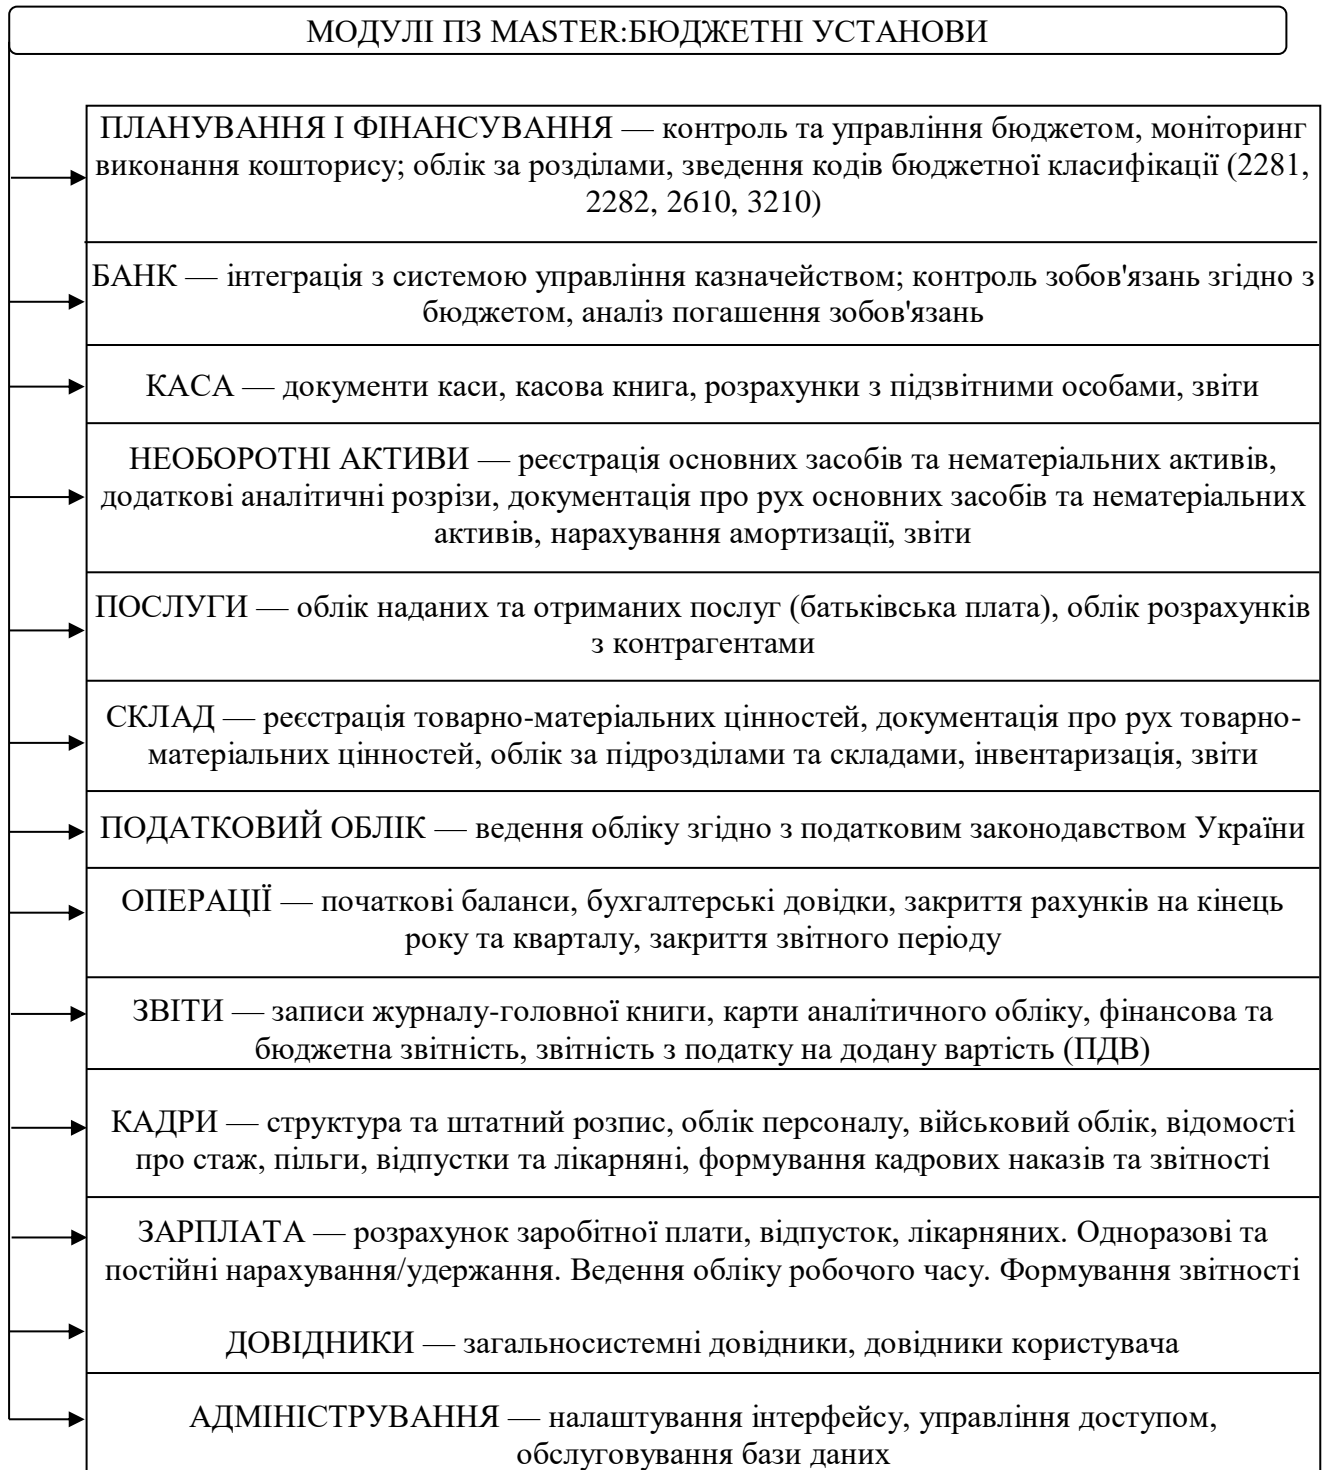 МОДУЛІ ПЗ MASTER:БЮДЖЕТНІ УСТАНОВИ
ПЛАНУВАННЯ І ФІНАНСУВАННЯ — контроль та управління бюджетом, моніторинг
виконання кошторису; облік за розділами, зведення кодів бюджетної класифікації (2281,
2282, 2610, 3210)
БАНК — інтеграція з системою управління казначейством; контроль зобов'язань згідно з
бюджетом, аналіз погашення зобов'язань
КАСА — документи каси, касова книга, розрахунки з підзвітними особами, звіти
НЕОБОРОТНІ АКТИВИ — реєстрація основних засобів та нематеріальних активів,
додаткові аналітичні розрізи, документація про рух основних засобів та нематеріальних
активів, нарахування амортизації, звіти
ПОСЛУГИ — облік наданих та отриманих послуг (батьківська плата), облік розрахунків
з контрагентами
СКЛАД — реєстрація товарно-матеріальних цінностей, документація про рух товарно-
матеріальних цінностей, облік за підрозділами та складами, інвентаризація, звіти
ПОДАТКОВИЙ ОБЛІК — ведення обліку згідно з податковим законодавством України
ОПЕРАЦІЇ — початкові баланси, бухгалтерські довідки, закриття рахунків на кінець
року та кварталу, закриття звітного періоду
ЗВІТИ — записи журналу-головної книги, карти аналітичного обліку, фінансова та
бюджетна звітність, звітність з податку на додану вартість (ПДВ)
КАДРИ — структура та штатний розпис, облік персоналу, військовий облік, відомості
про стаж, пільги, відпустки та лікарняні, формування кадрових наказів та звітності
ЗАРПЛАТА — розрахунок заробітної плати, відпусток, лікарняних. Одноразові та
постійні нарахування/удержання. Ведення обліку робочого часу. Формування звітності
ДОВІДНИКИ — загальносистемні довідники, довідники користувача
АДМІНІСТРУВАННЯ — налаштування інтерфейсу, управління доступом,
обслуговування бази даних